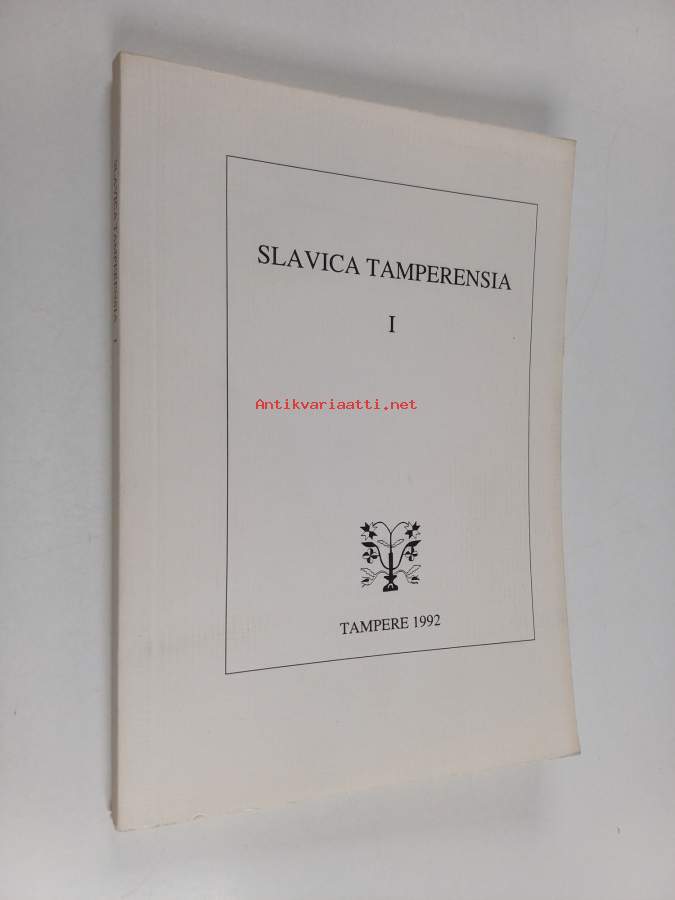 SLAVICA TAMPERENSIA
I
Antikvariaatti.net
TAMPERE 1992
SLAVICA TAMPERENSIA I